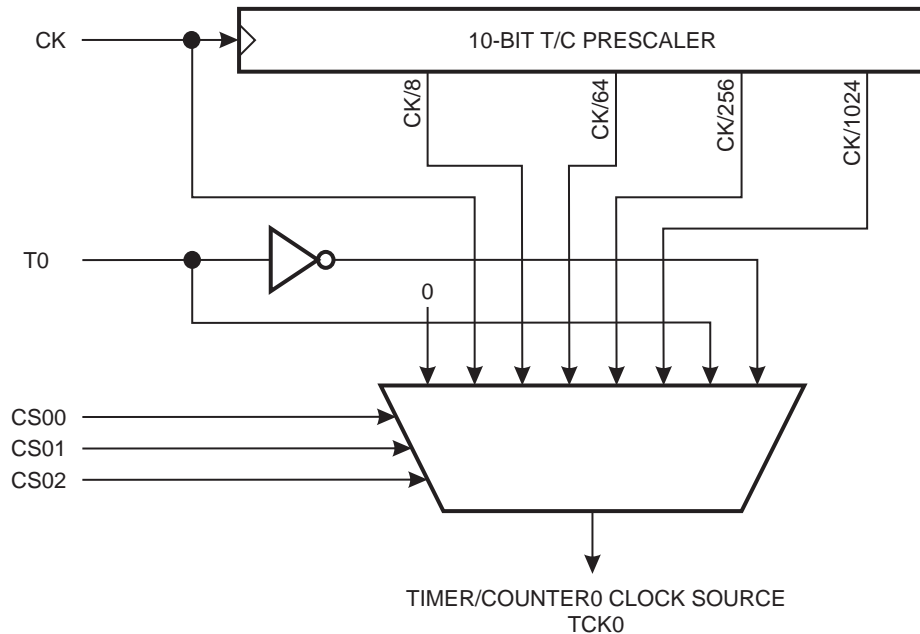 CK
10-BIT T/C PRESCALER
CK/8
CK/64
CK/256
CK/1024
T0
0
CS00
CS01
CS02
TIMER/COUNTER0 CLOCK SOURCE
TCK0